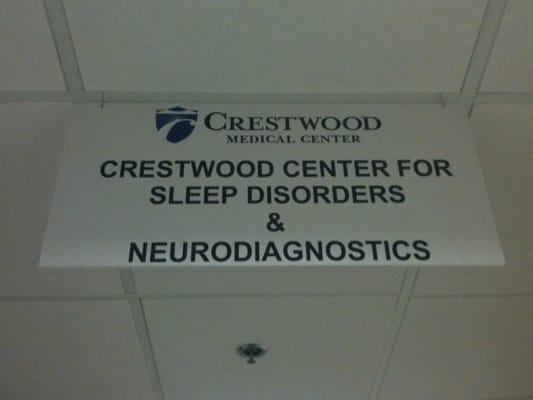 CRESTWOOD
MEDICAL CENTER
CRESTWOOD CENTER FOR
SLEEP DISORDERS
&
NEURODIAGNOSTICS